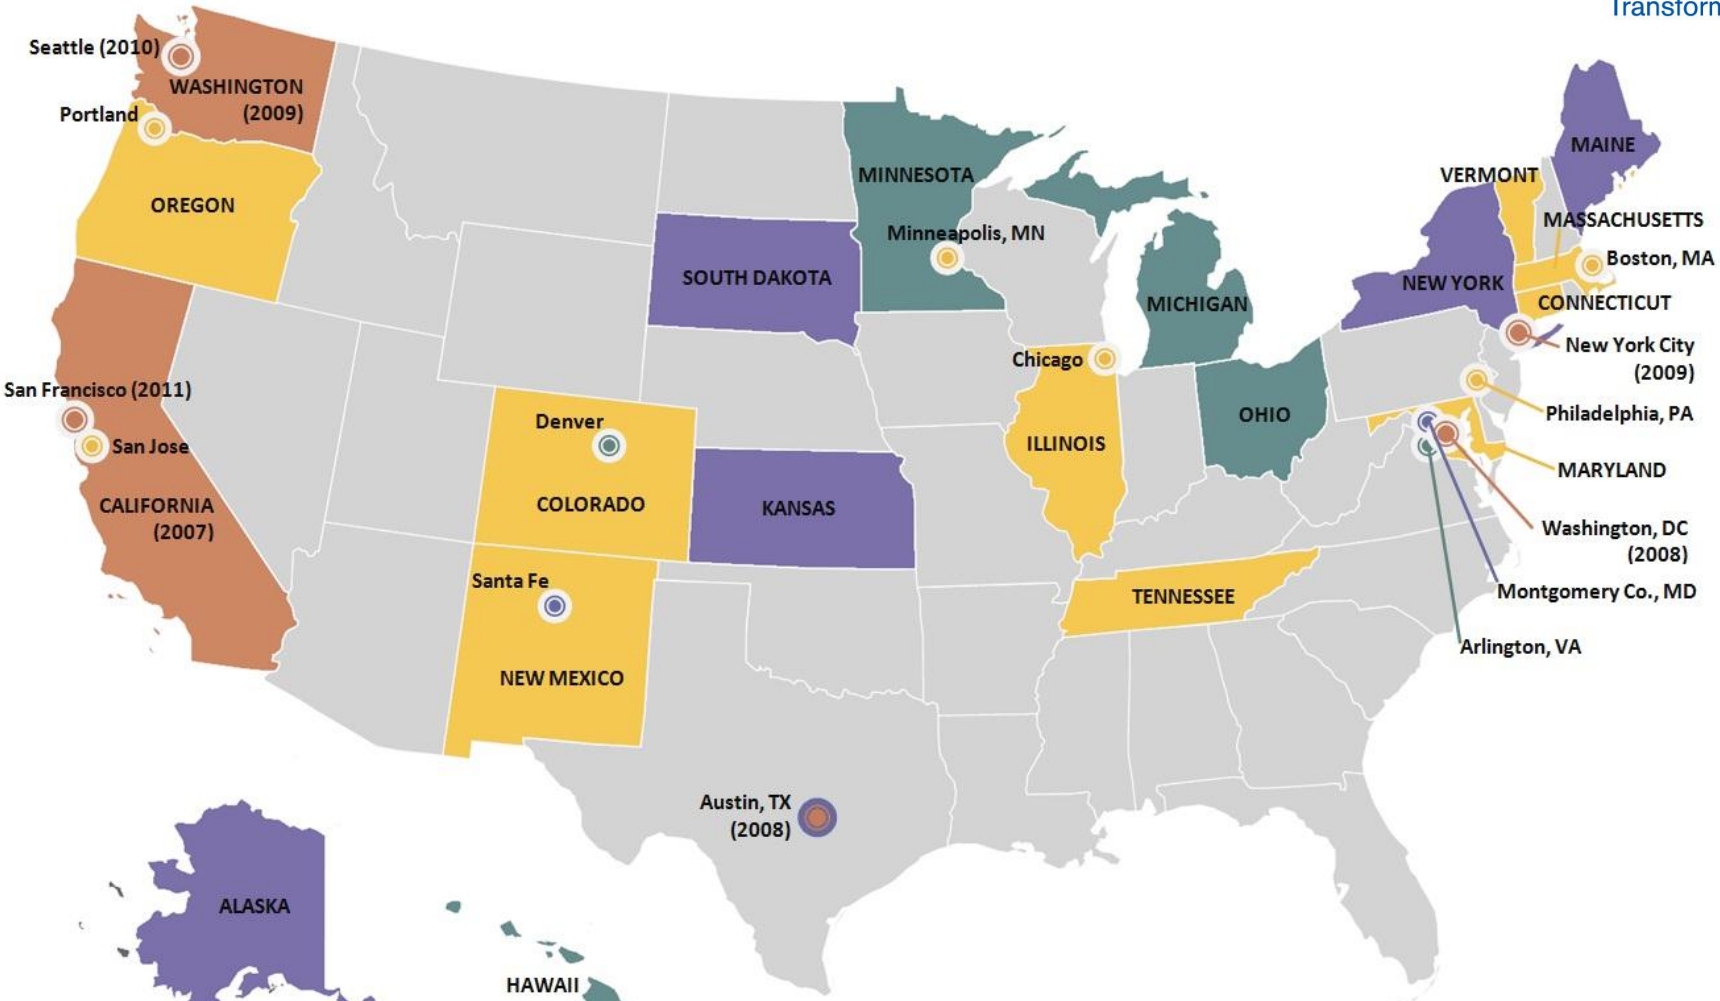 Transform
Seattle (2010)
WASHINGTON
(2009)
Portland
OREGON
MINNESOTA
Minneapolis, MN
SOUTH DAKOTA
MICHIGAN
MAINE
VERMONT
MASSACHUSETTS
Boston, MA
NEW YORK
CONNECTICUT
New York City
(2009)
San Francisco (2011)
San Jose
CALIFORNIA
(2007)
Denver
COLORADO
KANSAS
Chicago
ILLINOIS
OHIO
Philadelphia, PA
MARYLAND
Washington, DC
(2008)
Montgomery Co., MD
Arlington, VA
Santa Fe
NEW MEXICO
TENNESSEE
Austin, TX
(2008)
ALASKA
HAWAII